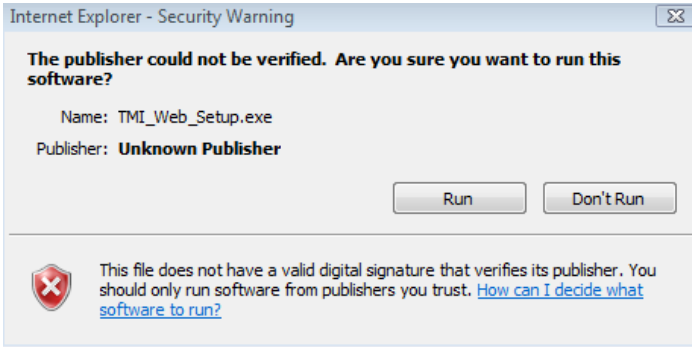 Internet Explorer - Security Warning
The publisher could not be verified. Are you sure you want to run this
software?
Name: TMI_Web_Setup.exe
Publisher: Unknown Publisher
Run Don't Run
This file does not have a valid digital signature that verifies its publisher. You
should only run software from publishers you trust. How can I decide what
software to run?